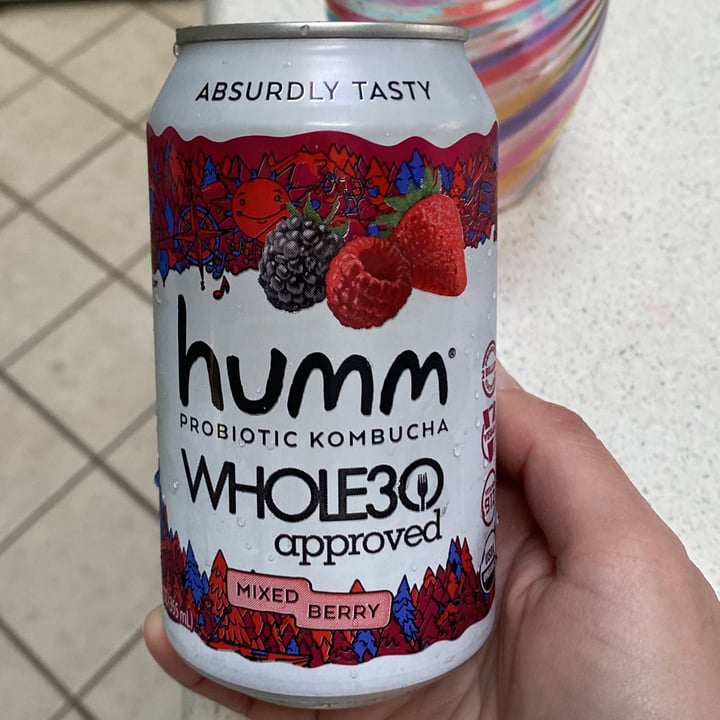 ABSURDLY TASTY
humm®
PROBIOTIC KOMBUCHA
WHOLE30
approved
MIXED
BERRY